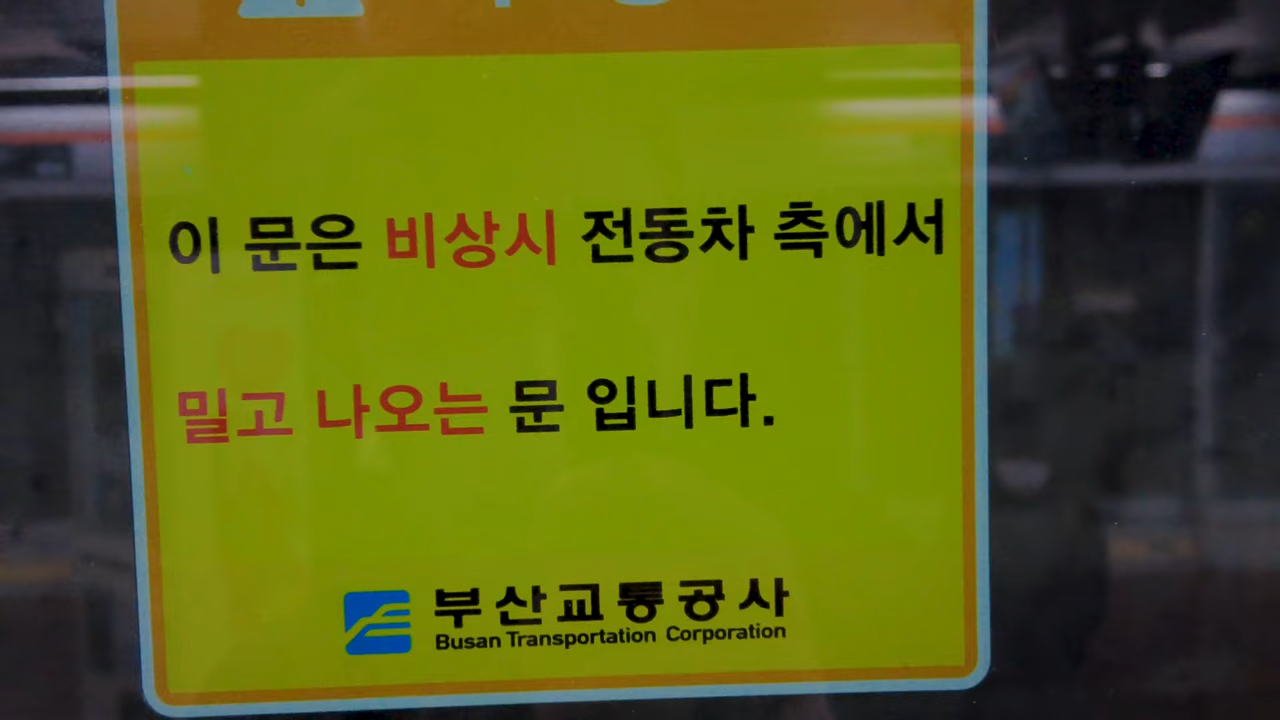 이 문은 비상시 전동차 측에서
밀고 나오는 문 입니다.
부산교통공사
Busan Transportation Corporation